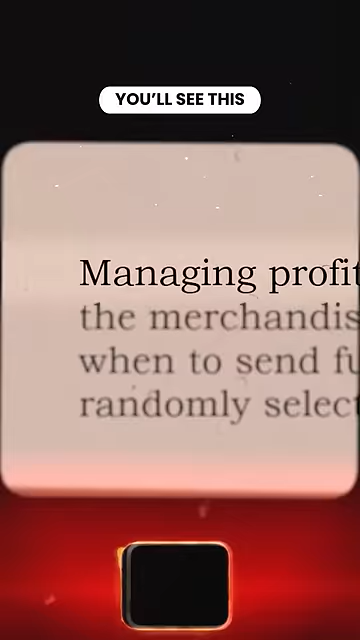 YOU’LL SEE THIS
Managing profit
the merchandis
when to send fu
randomly select